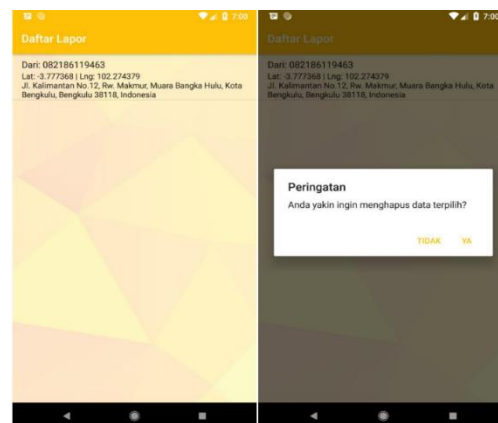 7:00
Daftar Lapor
Dari: 082186119463
Lat: -3.777368 | Lng: 102.274379
Jl. Kalimantan No.12, Rw. Makmur, Muara Bangka Hulu, Kota
Bengkulu, Bengkulu 38118, Indonesia
7:00
Daftar Lapor
Dari: 082186119463
Lat: -3.777368 | Lng: 102.274379
Jl. Kalimantan No.12, Rw. Makmur, Muara Bangka Hulu, Kota
Bengkulu, Bengkulu 38118, Indonesia
Peringatan
Anda yakin ingin menghapus data terpilih?
TIDAK YA